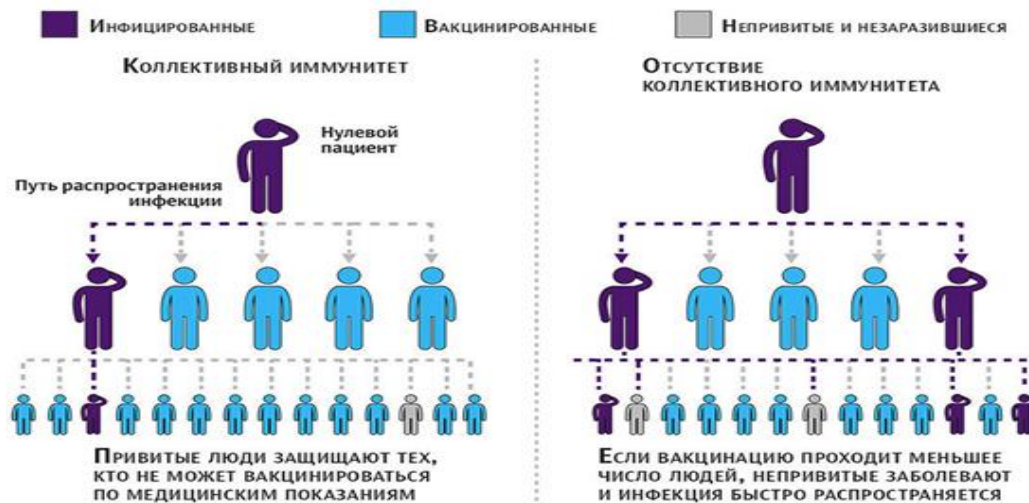 Инфицированные
Вакцинированные
Непривитые и незаразившиеся
Коллективный иммунитет
Нулевой
пациент
Путь распространения
инфекции
Привитые люди защищают тех,
кто не может вакцинироваться
по медицинским показаниям
Отсутствие
коллективного иммунитета
Если вакцинацию проходит меньшее
число людей, непривитые заболевают
и инфекция быстро распространяется